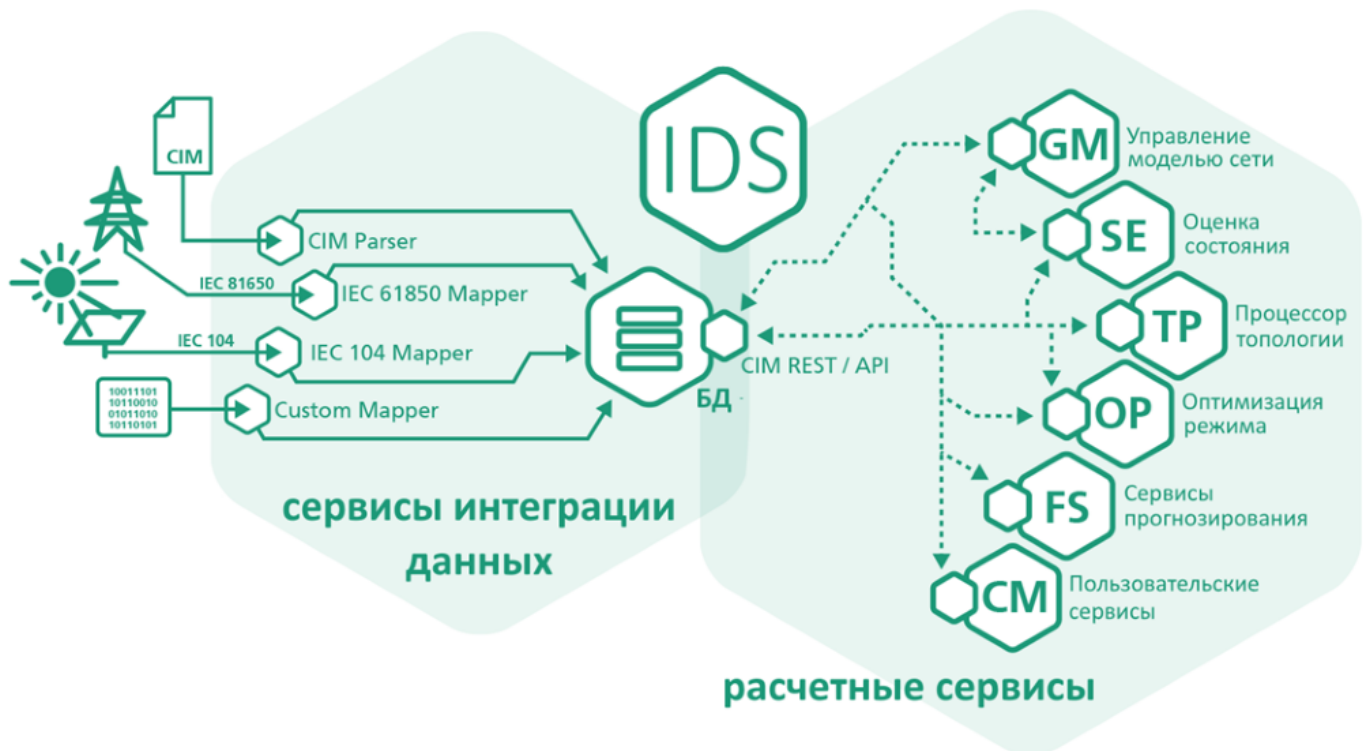 IDS
CIM
CIM Parser
IEC 81650
IEC 61850 Mapper
IEC 104
IEC 104 Mapper
10011101
10110010
01011010
10110101
Custom Mapper
БД
CIM REST / API
сервисы интеграции
данных
GM
Управление
моделью сети
SE
Оценка
состояния
TP
Процессор
топологии
OP
Оптимизация
режима
FS
Сервисы
прогнозирования
CM
Пользовательские
сервисы
расчетные сервисы